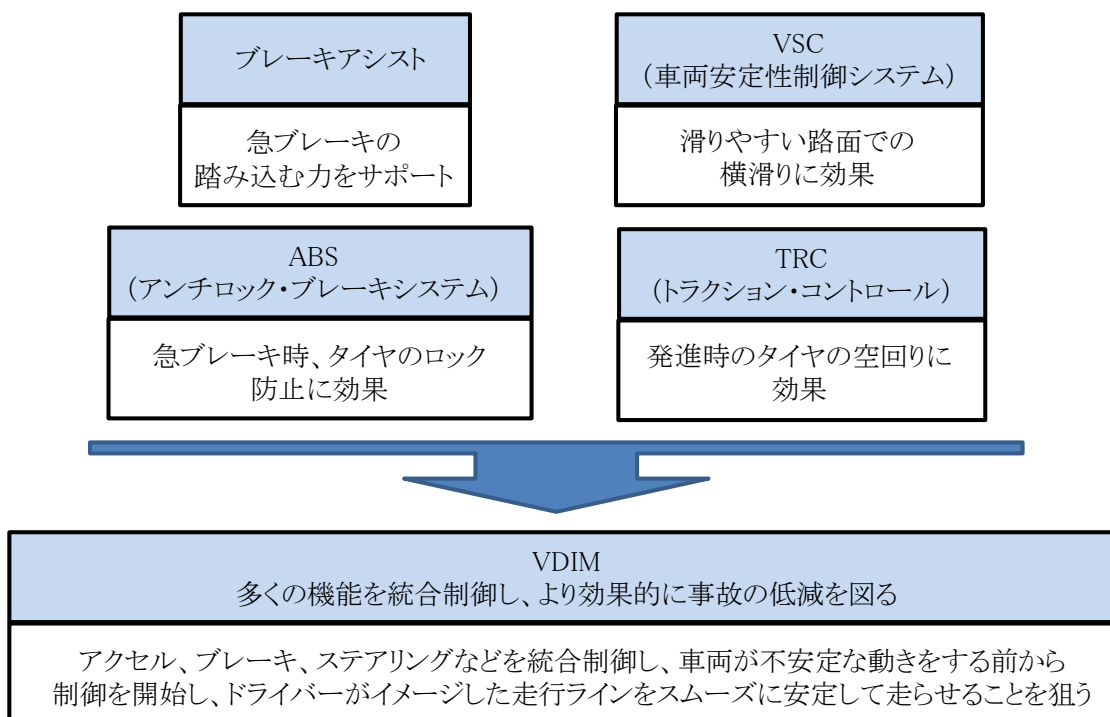 ブレーキアシスト
急ブレーキの
踏み込む力をサポート
VSC
(車両安定性制御システム)
滑りやすい路面での
横滑りに効果
ABS
(アンチロック・ブレーキシステム)
急ブレーキ時、タイヤのロック
防止に効果
TRC
(トラクション・コントロール)
発進時のタイヤの空回りに
効果
VDIM
多くの機能を統合制御し、より効果的に事故の低減を図る
アクセル、ブレーキ、ステアリングなどを統合制御し、車両が不安定な動きをする前から
制御を開始し、ドライバーがイメージした走行ラインをスムーズに安定して走らせることを狙う